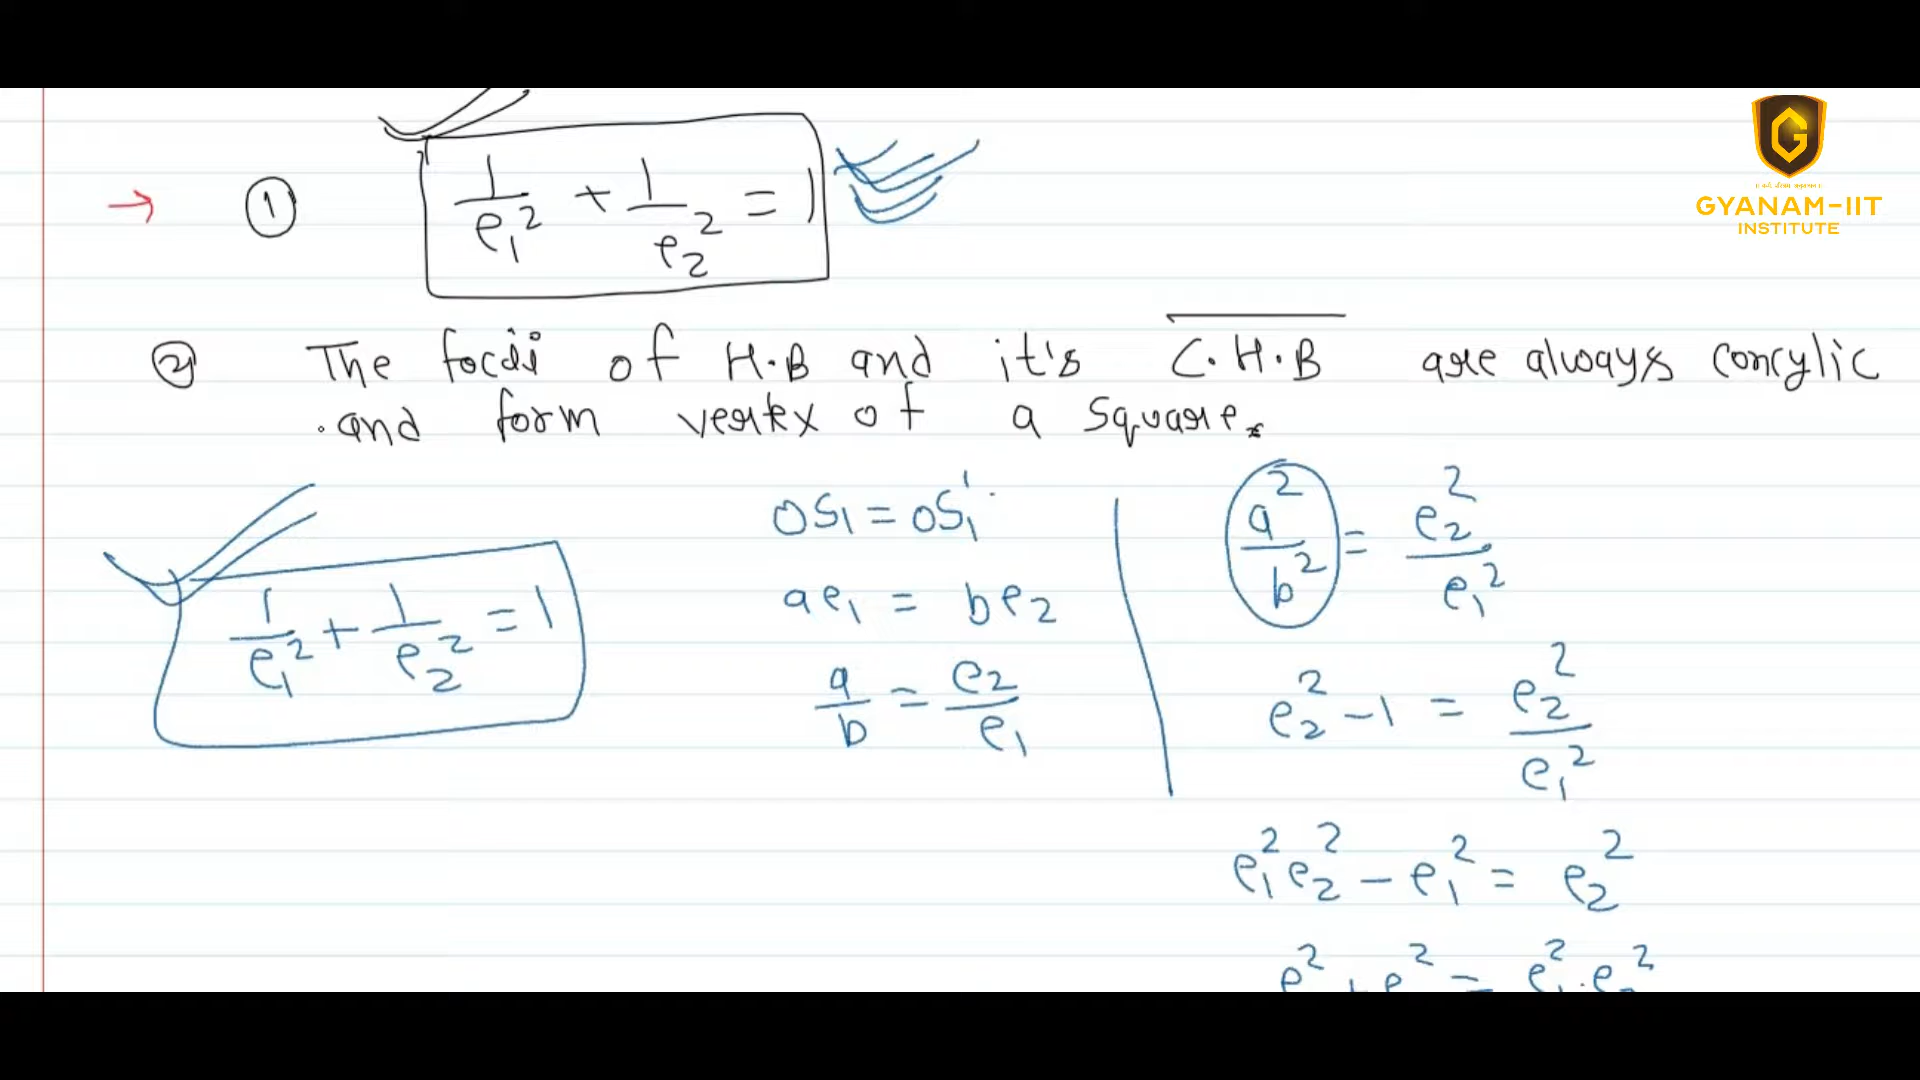 → ① 1/e₁² + 1/e₂² = 1
② The focii of H.B and it's C.H.B are always concylic
.and form vertex of a square.
1/e₁² + 1/e₂² = 1
OS₁ = OS₁'
ae₁ = be₂
a/b = e₂/e₁
a²/b² = e₂²/e₁²
e₂² - 1 = e₂²/e₁²
e₁²e₂² - e₁² = e₂²
GYANAM-IIT
INSTITUTE